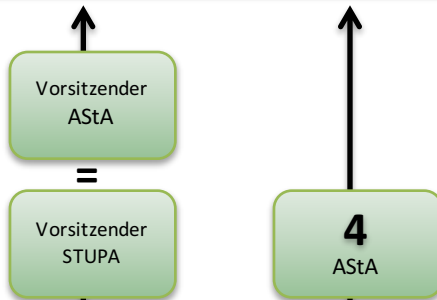 Vorsitzender
AStA
=
Vorsitzender
STUPA
4
AStA